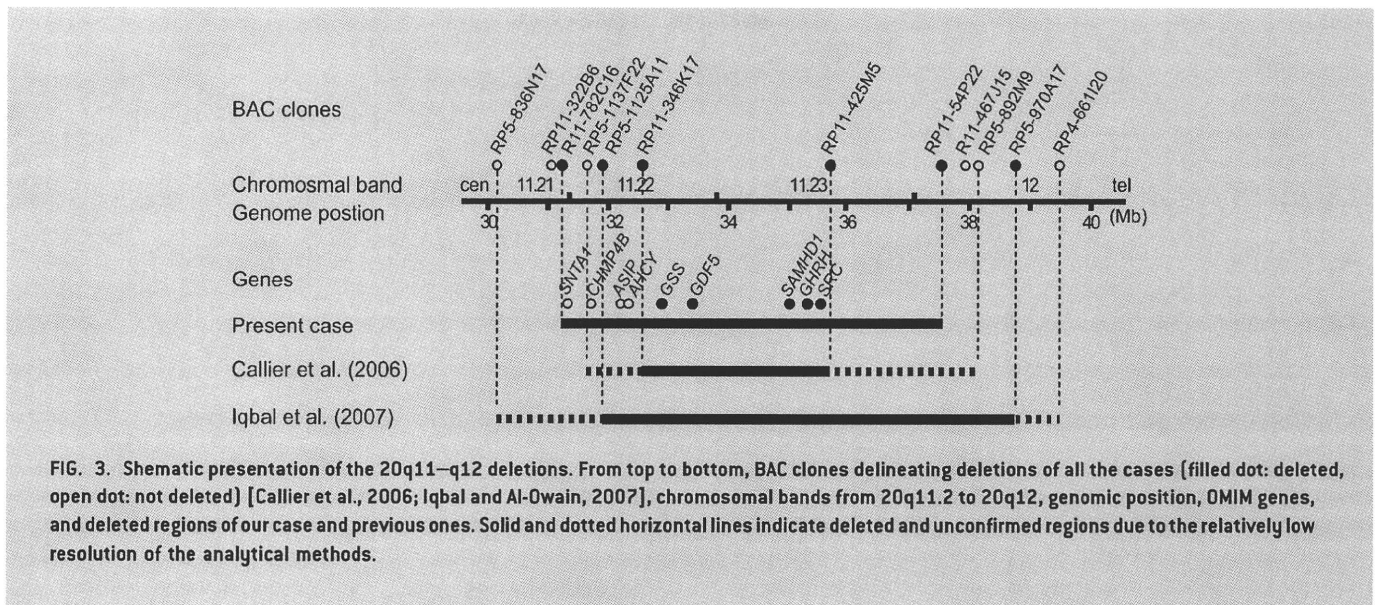 BAC clones
RP5-836N17
RP11-322B6
R11-782C16
RP5-1137F22
RP5-1125A11
RP11-346K17
RP11-425M5
RP11-54P22
R11-467J15
RP5-892M9
RP5-970A17
RP4-661I20
Chromosmal band
cen 11.21 11.22 11.23 12 tel
Genome postion
30 32 34 36 38 40 (Mb)
Genes
SNTA1
CHMP4B
ASIP
AHCY
GSS
GDF5
SAMHD1
GHRH
SRC
Present case
Callier et al. (2006)
Iqbal et al. (2007)
FIG. 3. Shematic presentation of the 20q11–q12 deletions. From top to bottom, BAC clones delineating deletions of all the cases (filled dot: deleted,
open dot: not deleted) [Callier et al., 2006; Iqbal and Al-Owain, 2007], chromosomal bands from 20q11.2 to 20q12, genomic position, OMIM genes,
and deleted regions of our case and previous ones. Solid and dotted horizontal lines indicate deleted and unconfirmed regions due to the relatively low
resolution of the analytical methods.